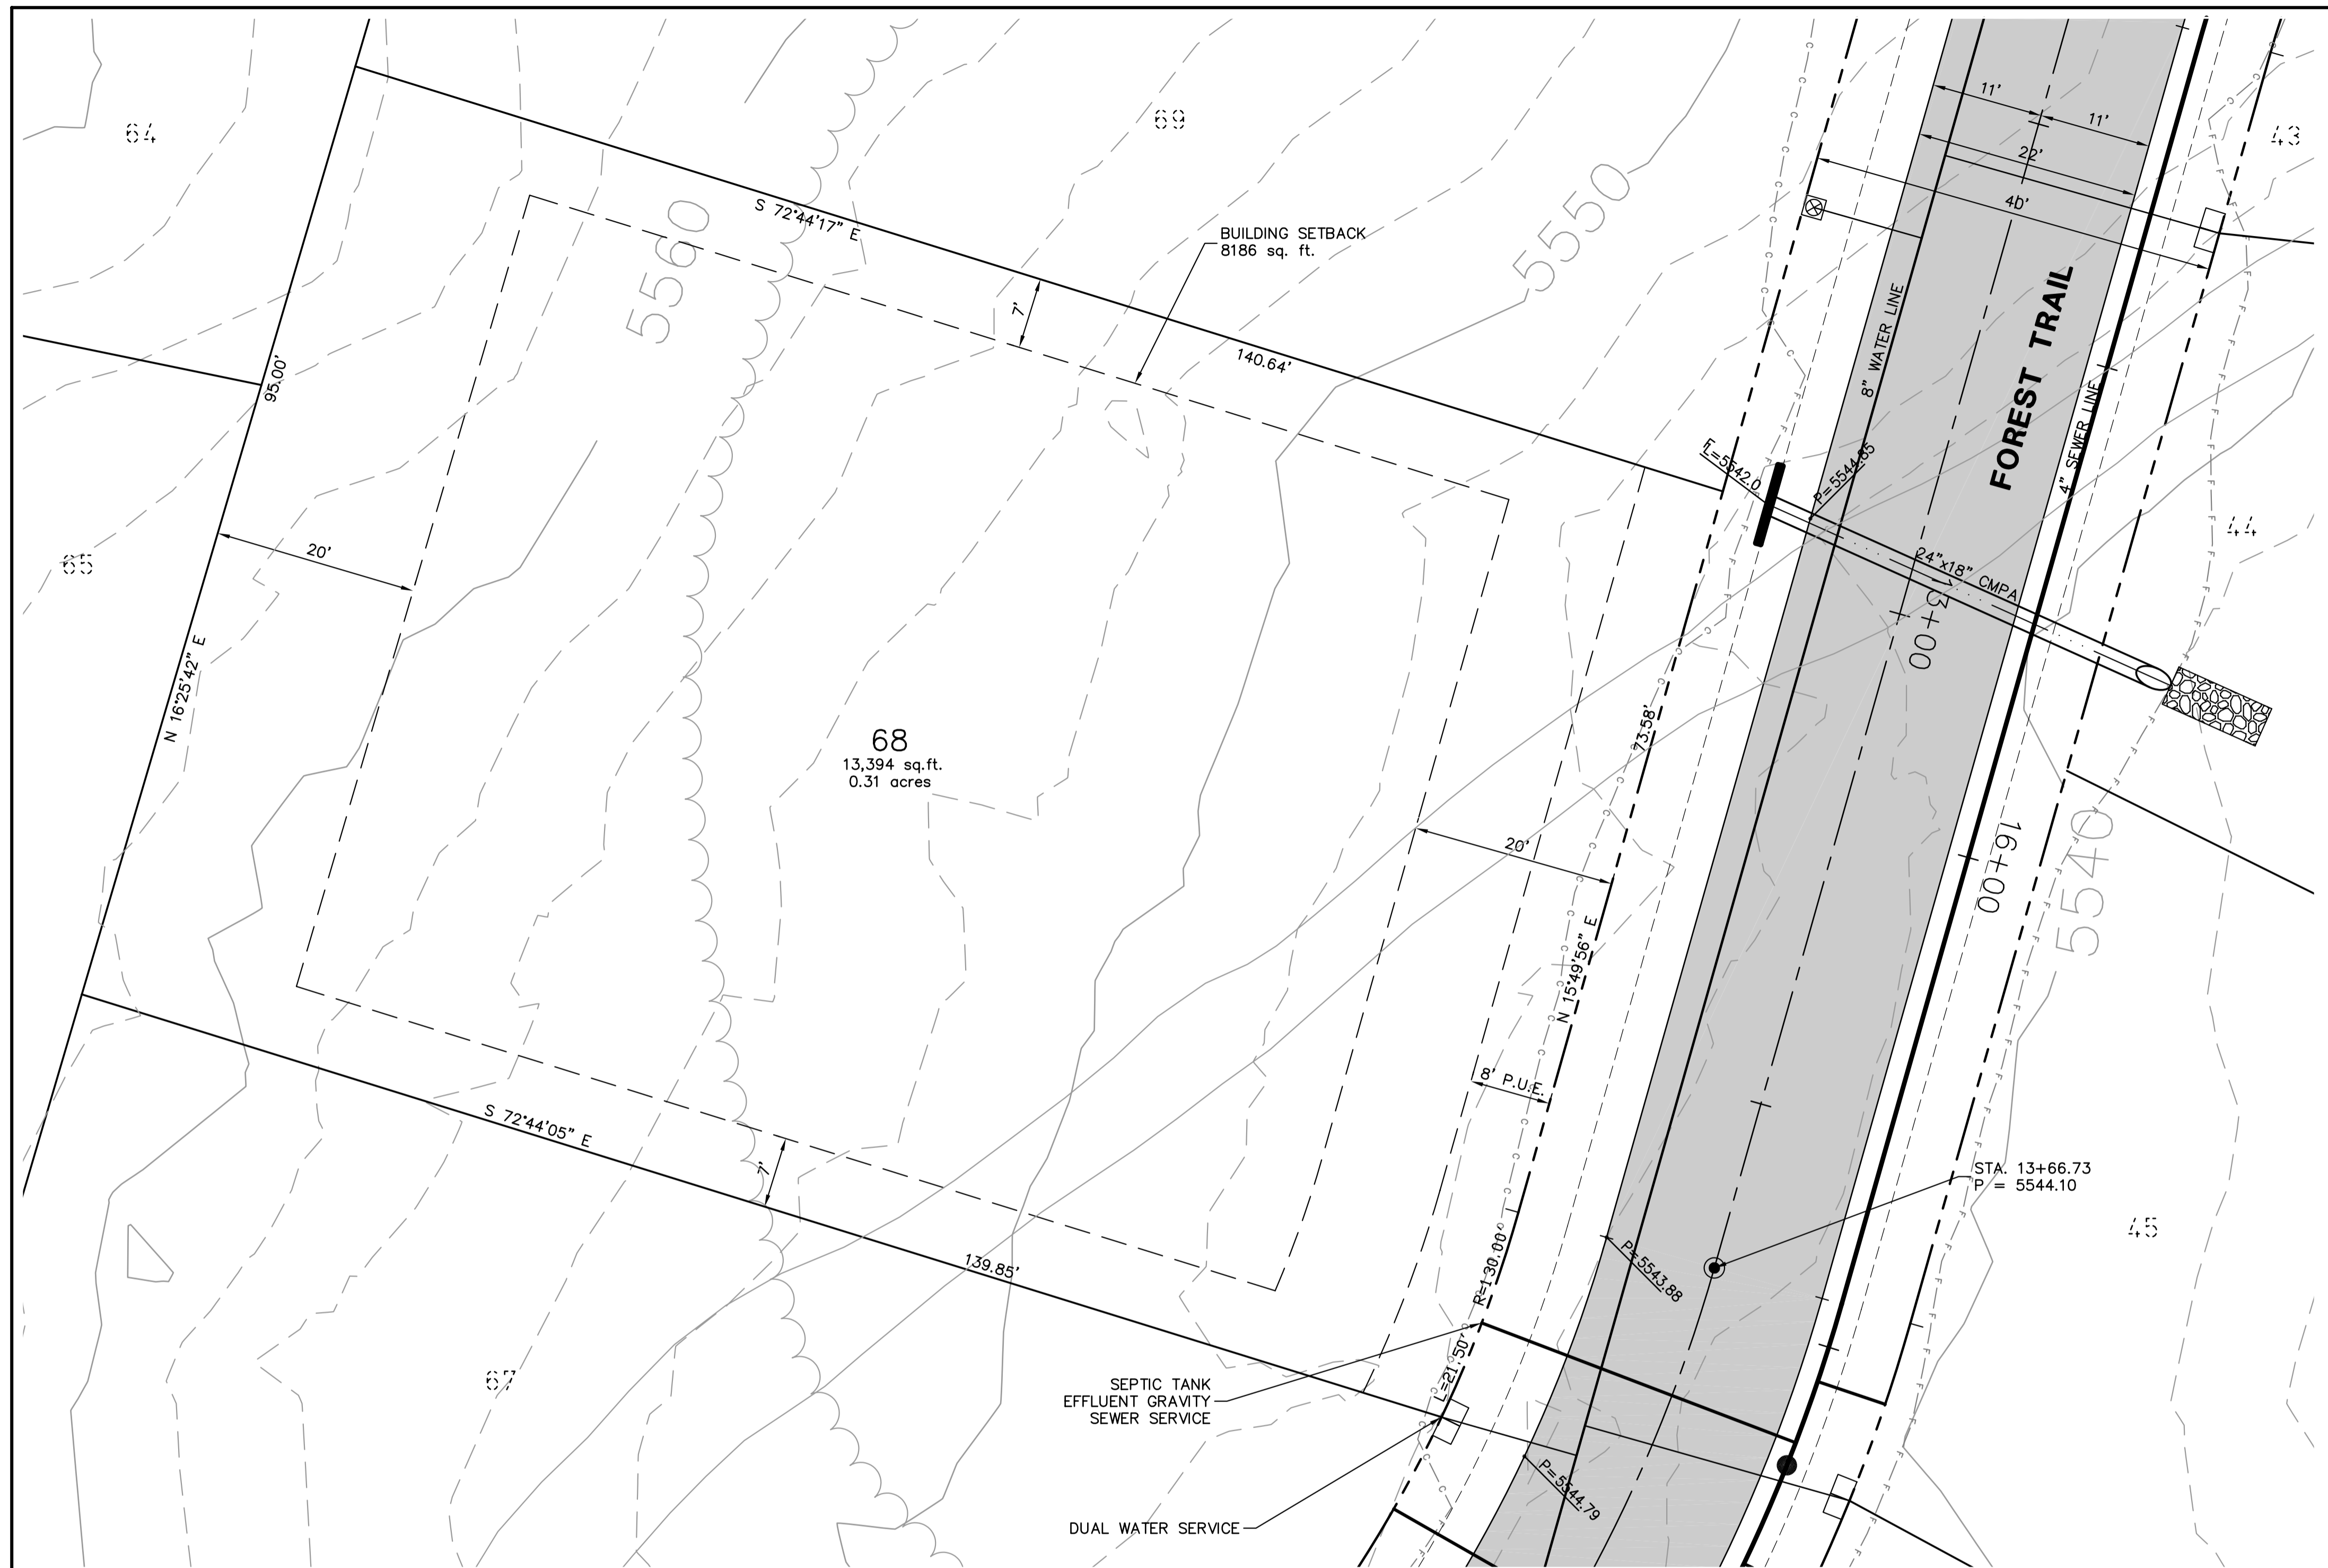 64
69
43
11'
11'
22'
40'
S 72°44'17" E
5560
5550
BUILDING SETBACK
8186 sq. ft.
7'
140.64'
95.00'
8" WATER LINE
FOREST TRAIL
4" SEWER LINE
FL=5542.0
P=5544.85
24"x18" CMPA
13+00
44
65
20'
N 16°25'42" E
68
13,394 sq.ft.
0.31 acres
73.58'
20'
16+00
5540
N 15°49'56" E
8' P.U.E.
S 72°44'05" E
7'
139.85'
STA. 13+66.73
P = 5544.10
45
P=5543.88
R=130.00'
L=21.50'
67
SEPTIC TANK
EFFLUENT GRAVITY
SEWER SERVICE
P=5544.79
DUAL WATER SERVICE